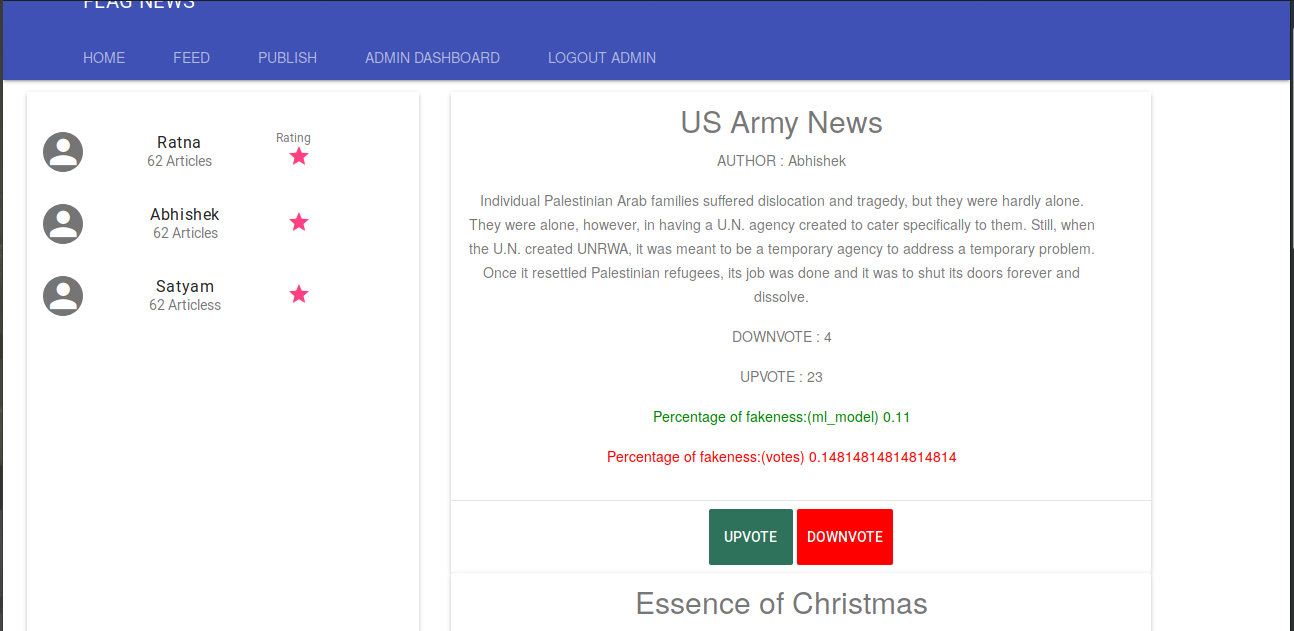 FLAG NEWS
HOME FEED PUBLISH ADMIN DASHBOARD LOGOUT ADMIN
Ratna
62 Articles
Rating
Abhishek
62 Articles
Satyam
62 Articless
US Army News
AUTHOR : Abhishek
Individual Palestinian Arab families suffered dislocation and tragedy, but they were hardly alone.
They were alone, however, in having a U.N. agency created to cater specifically to them. Still, when
the U.N. created UNRWA, it was meant to be a temporary agency to address a temporary problem.
Once it resettled Palestinian refugees, its job was done and it was to shut its doors forever and
dissolve.
DOWNVOTE : 4
UPVOTE : 23
Percentage of fakeness:(ml_model) 0.11
Percentage of fakeness:(votes) 0.14814814814814814
UPVOTE DOWNVOTE
Essence of Christmas